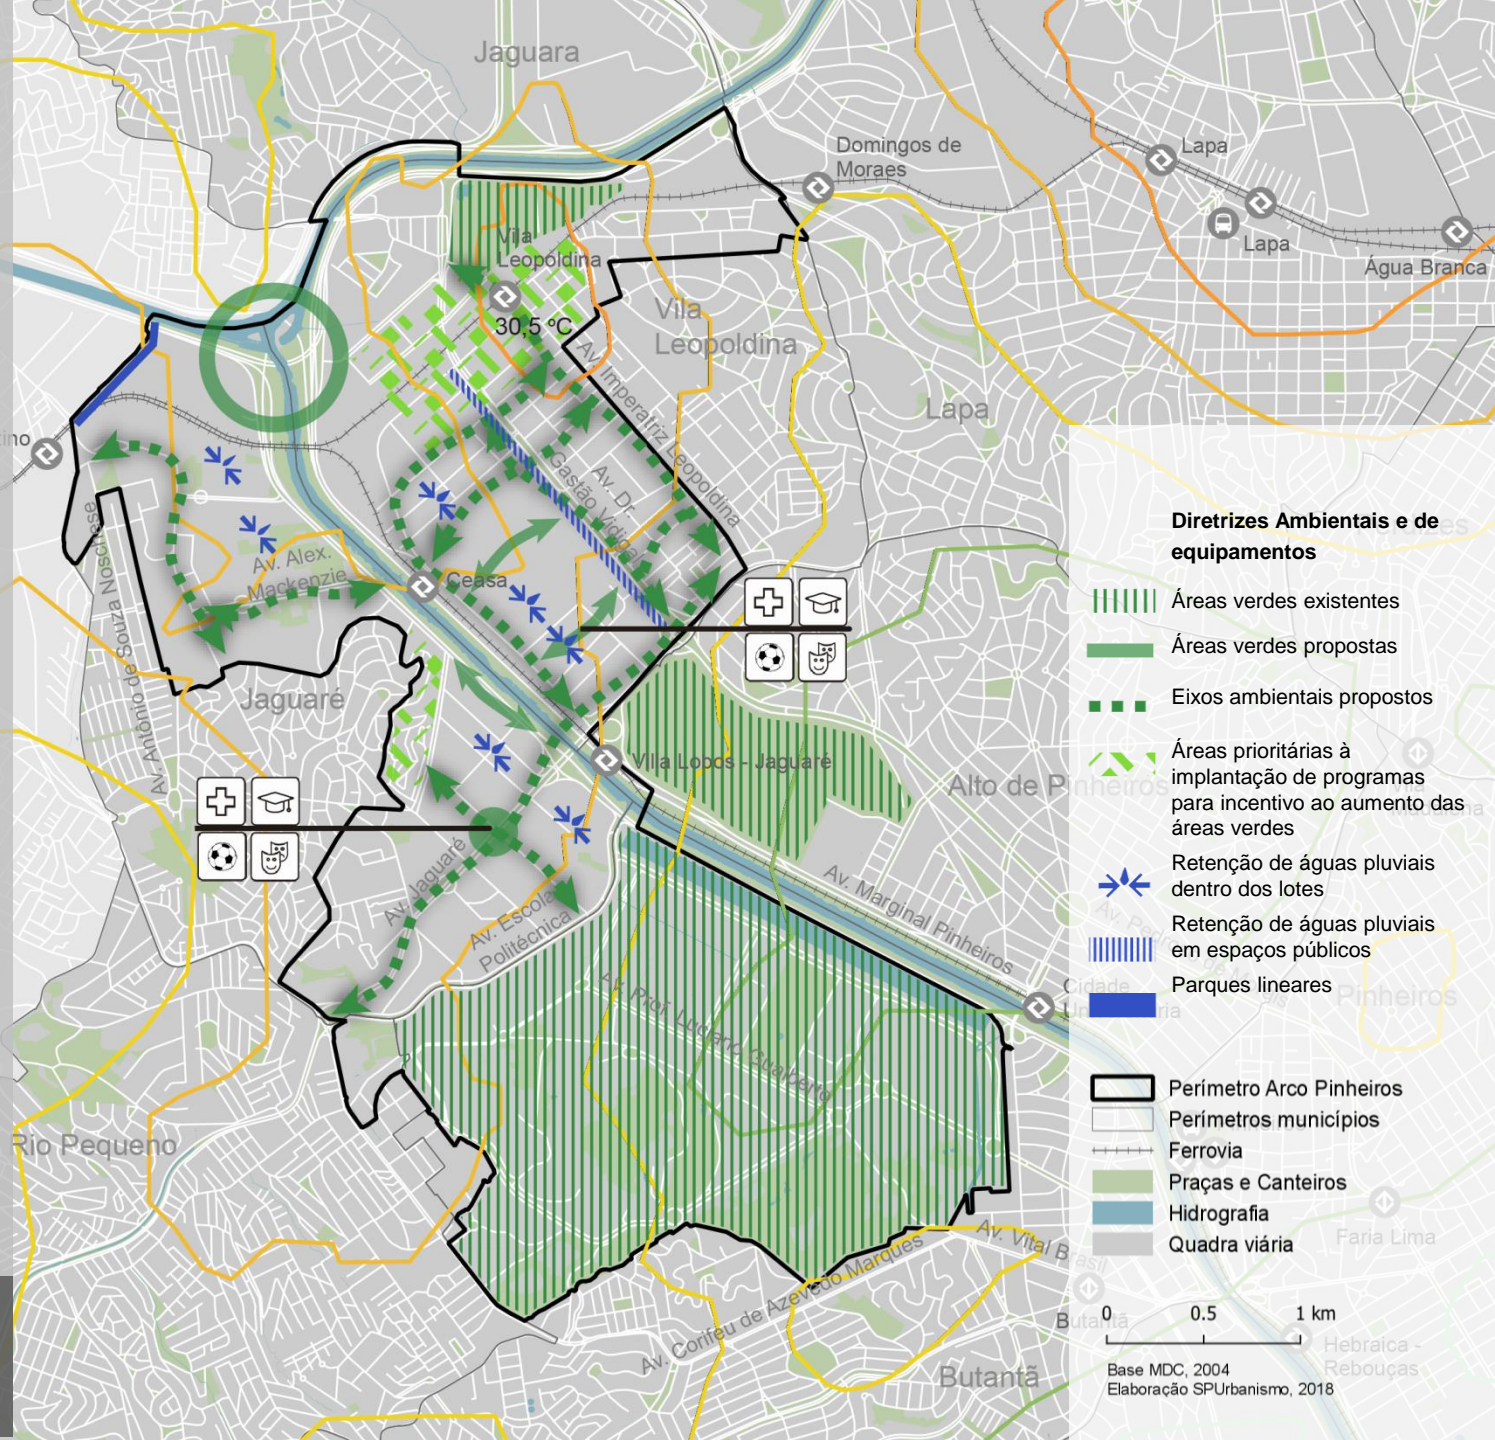 Jaguara
Domingos de
Moraes
Lapa
Lapa
Água Branca
Vila
Leopoldina
30,5 ºC
Vila
Leopoldina
Av. Imperatriz Leopoldina
Lapa
Av. Dr.
Gastão Vidigal
Av. Alex.
Mackenzie
Ceasa
Av. Antônio de Souza Noschese
Jaguaré
Villa Lobos - Jaguaré
Alto de Pinheiros
Av. Jaguaré
Av. Escola
Politécnica
Av. Marginal Pinheiros
Av. Prof. Luciano Gualberto
Cidade
Rio Pequeno
Av. Vital Brasil
Av. Corifeu de Azevedo Marques
Butantã
Butantã
Pinheiros
Faria Lima
Hebraica -
Rebouças
Diretrizes Ambientais e de
equipamentos
Áreas verdes existentes
Áreas verdes propostas
Eixos ambientais propostos
Áreas prioritárias à
implantação de programas
para incentivo ao aumento das
áreas verdes
Retenção de águas pluviais
dentro dos lotes
Retenção de águas pluviais
em espaços públicos
Parques lineares
Perímetro Arco Pinheiros
Perímetros municípios
Ferrovia
Praças e Canteiros
Hidrografia
Quadra viária
0 0.5 1 km
Base MDC, 2004
Elaboração SPUrbanismo, 2018